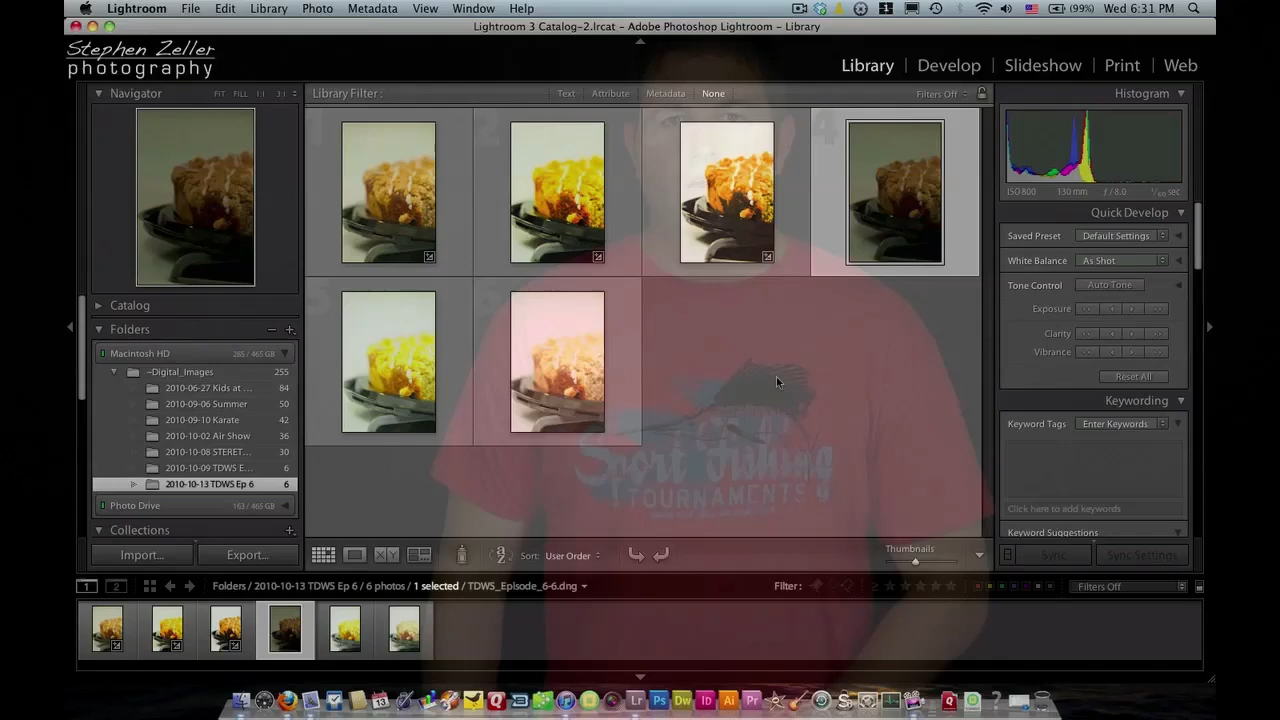 Lightroom File Edit Library Photo Metadata View Window Help (99%) Wed 6:31 PM
Lightroom 3 Catalog-2.lrcat - Adobe Photoshop Lightroom - Library
Stephen Zeller
photography
Library | Develop | Slideshow | Print | Web
Navigator FIT FILL 1:1 3:1
Library Filter : Text Attribute Metadata None Filters Off
Histogram
ISO 800 130 mm f / 8.0 1/60 sec
Quick Develop
Saved Preset Default Settings
White Balance As Shot
Tone Control Auto Tone
Exposure
Clarity
Vibrance
Reset All
Keywording
Keyword Tags Enter Keywords
Click here to add keywords
Keyword Suggestions
Catalog
Folders
Macintosh HD 285 / 465 GB
~Digital_Images 255
2010-06-27 Kids at ... 84
2010-09-06 Summer 50
2010-09-10 Karate 42
2010-10-02 Air Show 36
2010-10-08 STERET... 30
2010-10-09 TDWS E... 6
2010-10-13 TDWS Ep 6 6
Photo Drive 163 / 465 GB
Collections
Import... Export...
Sport Fishing
TOURNAMENTS
Sort: User Order
Thumbnails
Sync Sync Settings
1 2 Folders / 2010-10-13 TDWS Ep 6 / 6 photos / 1 selected / TDWS_Episode_6-6.dng Filter : Filters Off
13 Lr Ps Dw Id Ai Pr